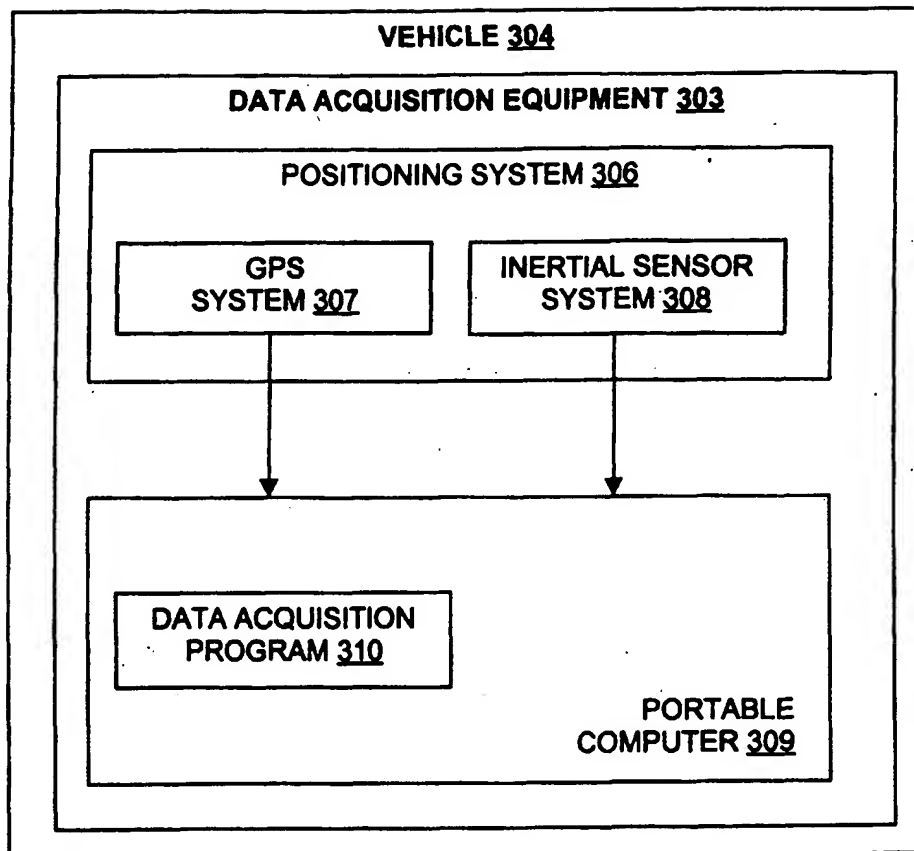 VEHICLE 304
DATA ACQUISITION EQUIPMENT 303
POSITIONING SYSTEM 306
GPS
SYSTEM 307
INERTIAL SENSOR
SYSTEM 308
DATA ACQUISITION
PROGRAM 310
PORTABLE
COMPUTER 309